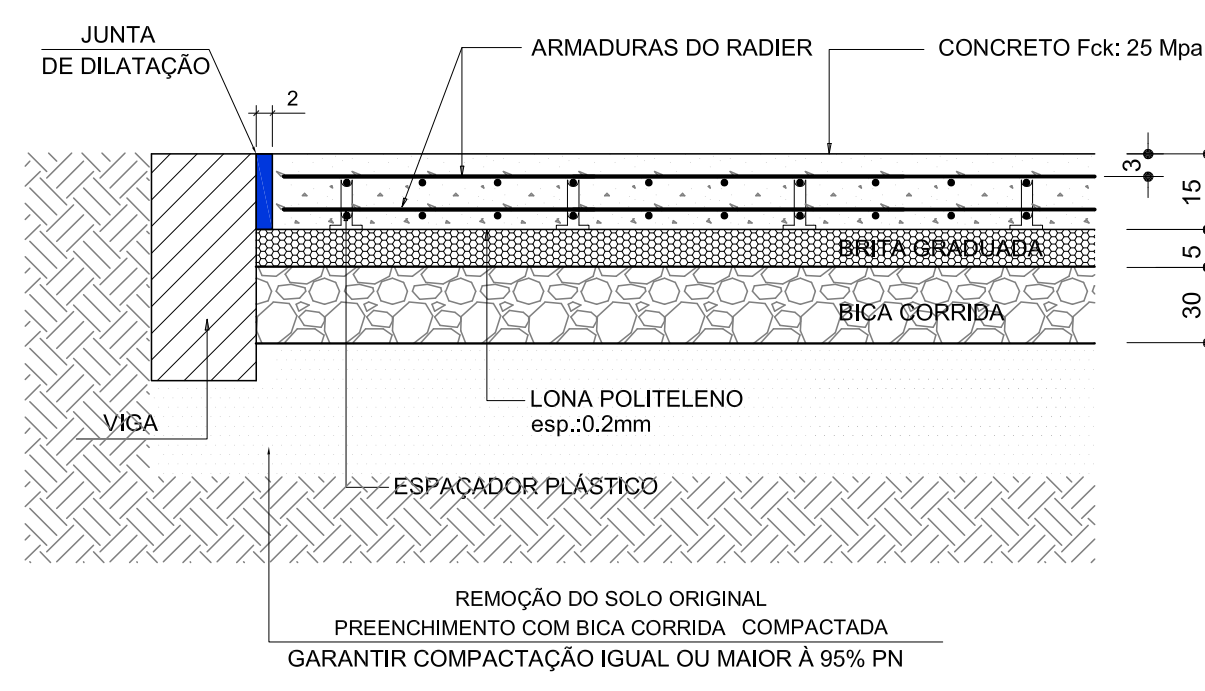 JUNTA
DE DILATAÇÃO
ARMADURAS DO RADIER
CONCRETO Fck: 25 Mpa
2
3
15
BRITA GRADUADA
5
BICA CORRIDA
30
LONA POLITELENO
esp.:0.2mm
VIGA
ESPAÇADOR PLÁSTICO
REMOÇÃO DO SOLO ORIGINAL
PREENCHIMENTO COM BICA CORRIDA COMPACTADA
GARANTIR COMPACTAÇÃO IGUAL OU MAIOR À 95% PN